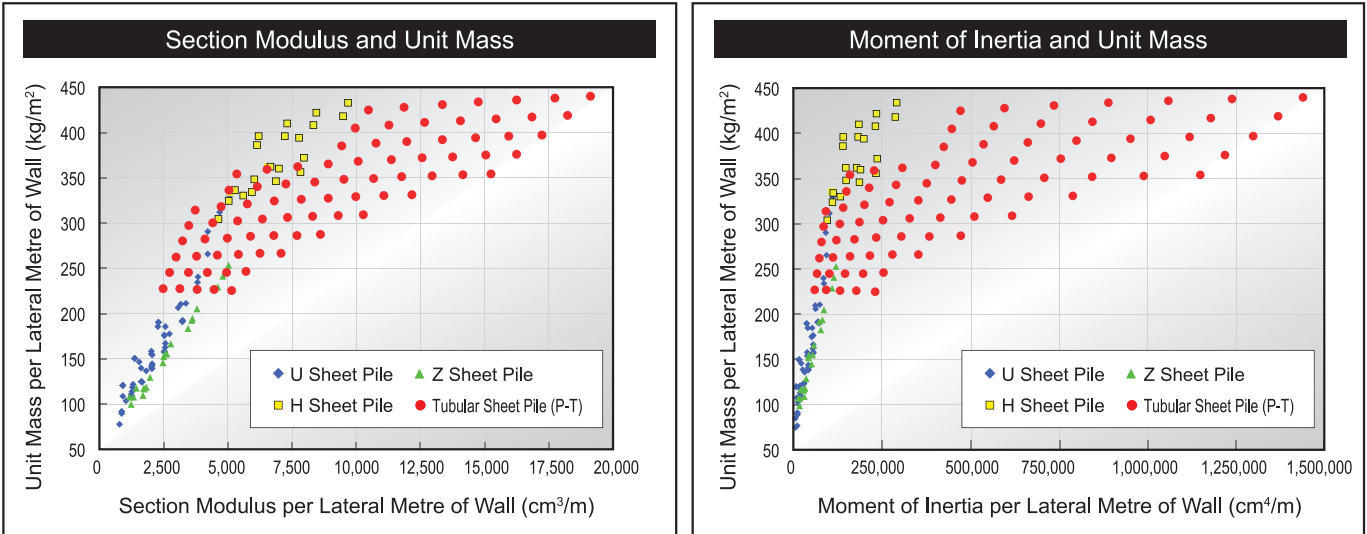 Section Modulus and Unit Mass
Unit Mass per Lateral Metre of Wall (kg/m²)
450
400
350
300
250
200
150
100
50
U Sheet Pile
Z Sheet Pile
H Sheet Pile
Tubular Sheet Pile (P-T)
0 2,500 5,000 7,500 10,000 12,500 15,000 17,500 20,000
Section Modulus per Lateral Metre of Wall (cm³/m)
Moment of Inertia and Unit Mass
Unit Mass per Lateral Metre of Wall (kg/m²)
450
400
350
300
250
200
150
100
50
U Sheet Pile
Z Sheet Pile
H Sheet Pile
Tubular Sheet Pile (P-T)
0 250,000 500,000 750,000 1,000,000 1,250,000 1,500,000
Moment of Inertia per Lateral Metre of Wall (cm⁴/m)